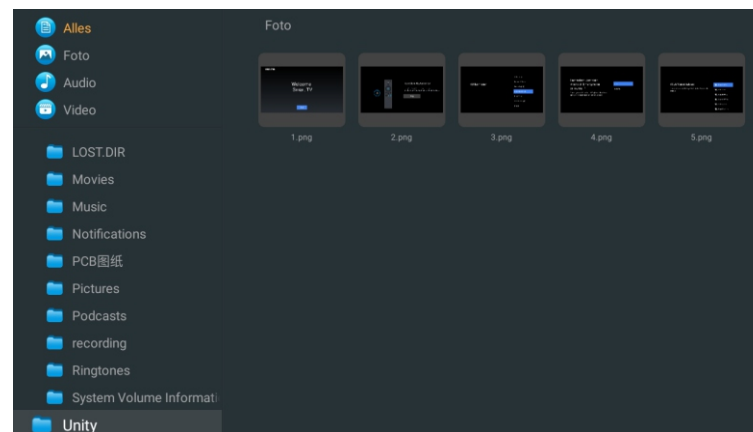 Alles
Foto
Audio
Video
LOST.DIR
Movies
Music
Notifications
PCB图纸
Pictures
Podcasts
recording
Ringtones
System Volume Informati
Unity
Foto
Welcome
1.png
2.png
3.png
4.png
5.png